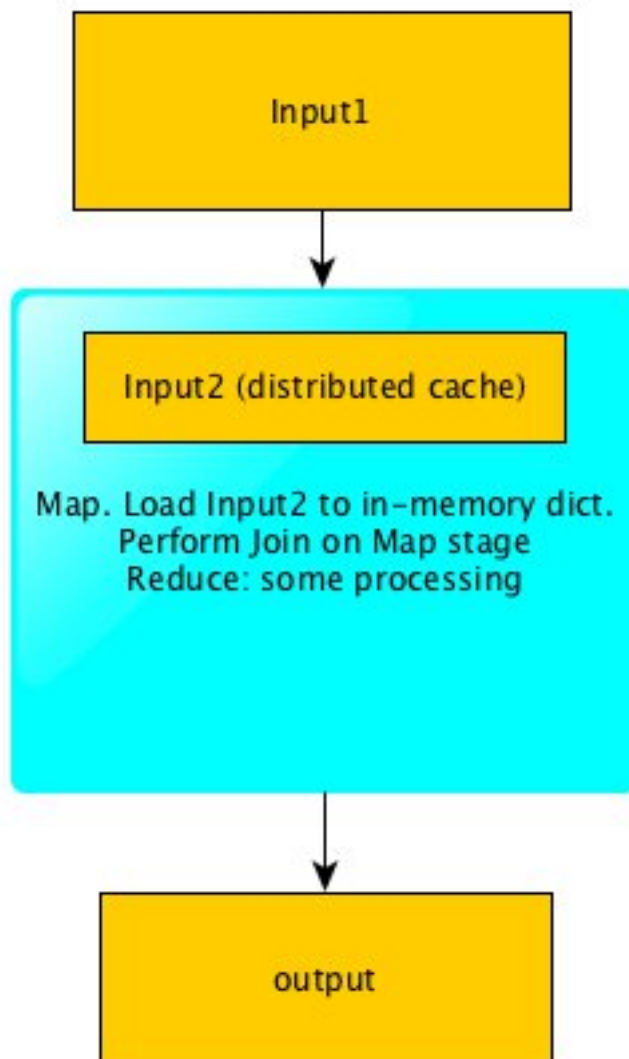 Input1
Input2 (distributed cache)
Map. Load Input2 to in-memory dict.
Perform Join on Map stage
Reduce: some processing
output